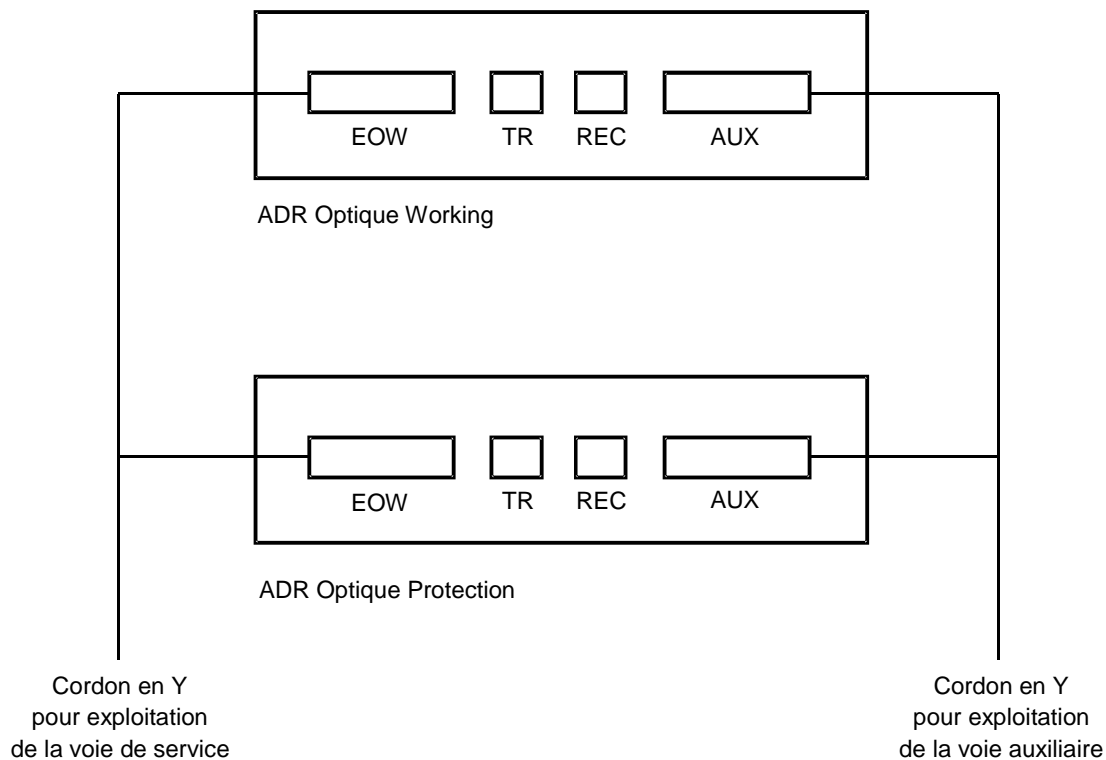 EOW TR REC AUX
ADR Optique Working
EOW TR REC AUX
ADR Optique Protection
Cordon en Y
pour exploitation
de la voie de service
Cordon en Y
pour exploitation
de la voie auxiliaire